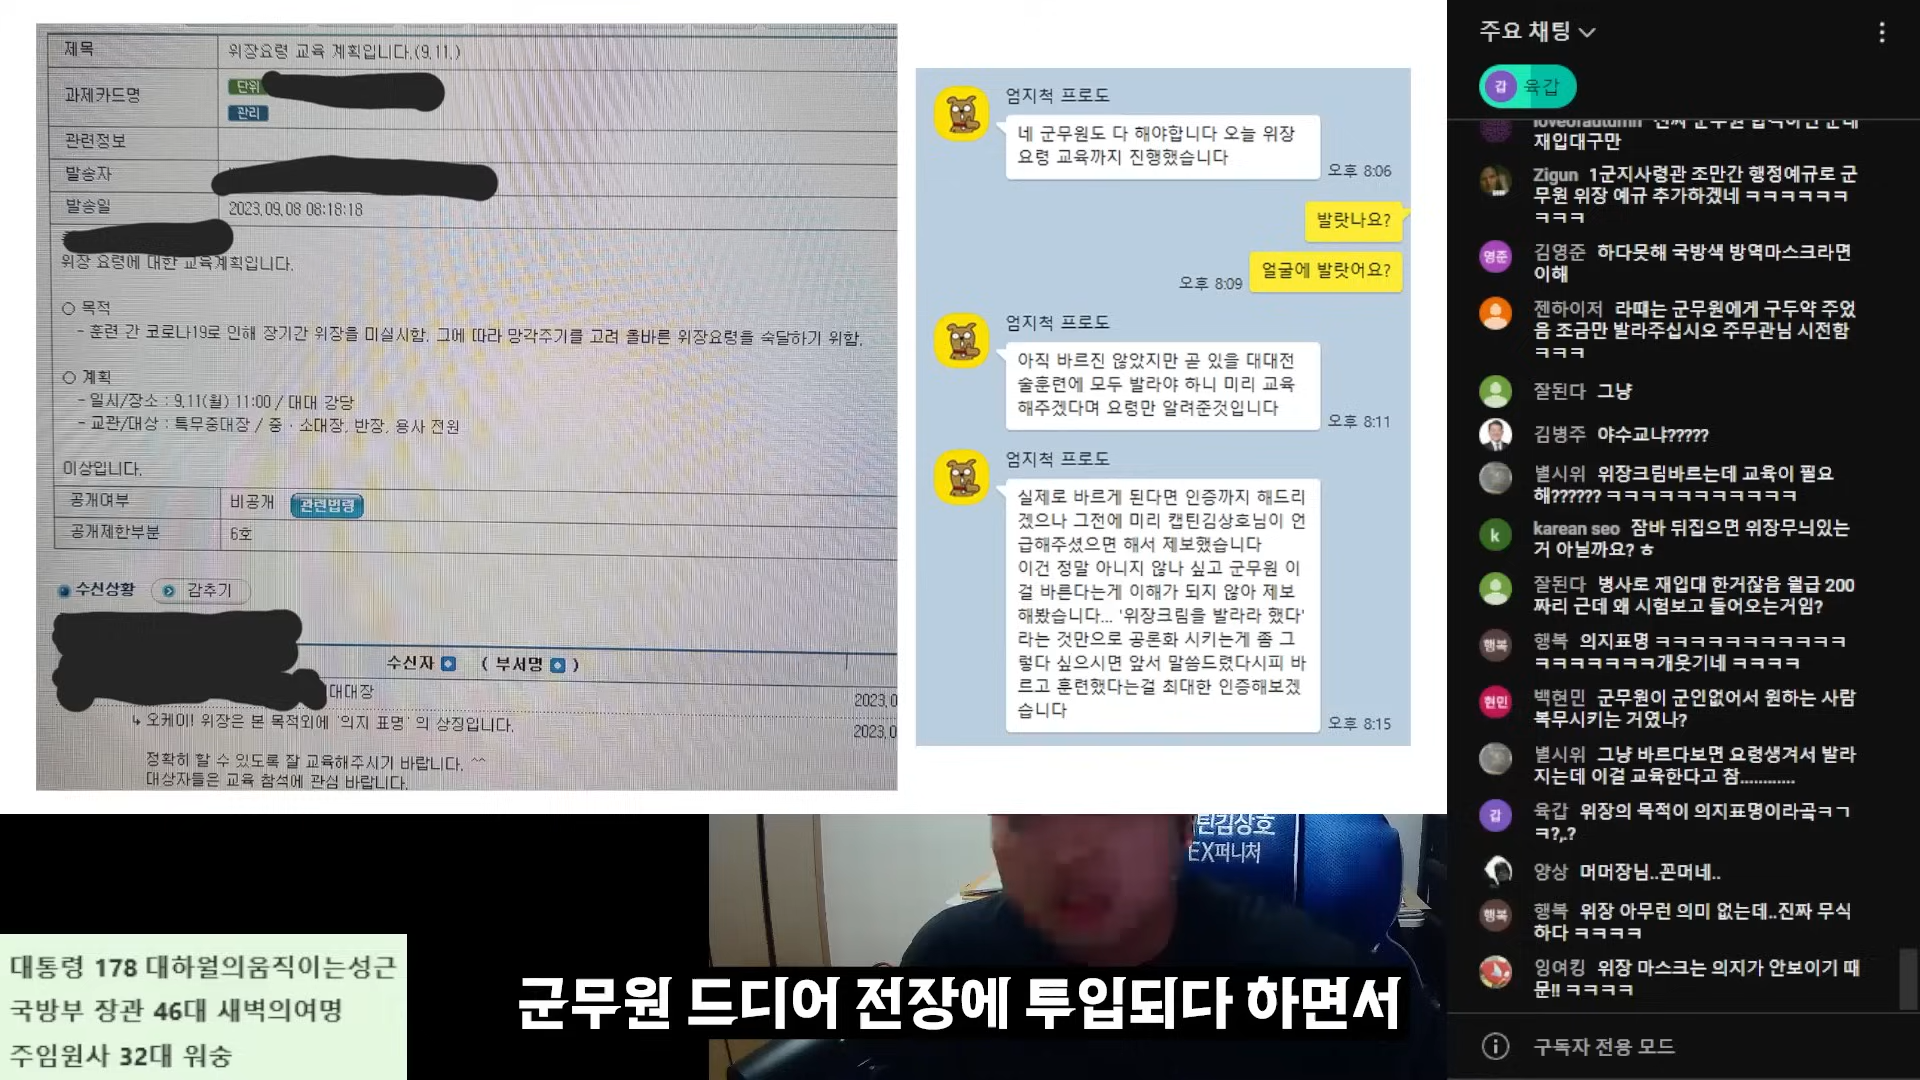 제목
위장요령 교육 계획입니다.(9.11.)
과제카드명
단위
관리
관련정보
발송자
발송일
2023.09.08 08:18:18
위장 요령에 대한 교육계획입니다.
○ 목적
- 훈련 간 코로나19로 인해 장기간 위장을 미실시함. 그에 따라 망각주기를 고려 올바른 위장요령을 숙달하기 위함.
○ 계획
- 일시/장소 : 9.11(월) 11:00 / 대대 강당
- 교관/대상 : 특무중대장 / 중 · 소대장, 반장, 용사 전원
이상입니다.
공개여부
비공개 관련법령
공개제한부분
6호
수신상황 감추기
수신자 ( 부서명 )
대대장
2023.0
↳ 오케이! 위장은 본 목적외에 '의지 표명' 의 상징입니다.
2023.0
정확히 할 수 있도록 잘 교육해주시기 바랍니다. ^^
대상자들은 교육 참석에 관심 바랍니다.
엄지척 프로도
네 군무원도 다 해야합니다 오늘 위장
요령 교육까지 진행했습니다
오후 8:06
발랏나요?
얼굴에 발랏어요?
오후 8:09
엄지척 프로도
아직 바르진 않았지만 곧 있을 대대전
술훈련에 모두 발라야 하니 미리 교육
해주겠다며 요령만 알려준것입니다
오후 8:11
엄지척 프로도
실제로 바르게 된다면 인증까지 해드리
겠으나 그전에 미리 캡틴김상호님이 언
급해주셨으면 해서 제보했습니다
이건 정말 아니지 않나 싶고 군무원 이
걸 바른다는게 이해가 되지 않아 제보
해봤습니다... '위장크림을 발라라 했다'
라는 것만으로 공론화 시키는게 좀 그
렇다 싶으시면 앞서 말씀드렸다시피 바
르고 훈련했다는걸 최대한 인증해보겠
습니다
오후 8:15
틴김상호
EX퍼니처
대통령 178 대하월의움직이는성근
국방부 장관 46대 새벽의여명
주임원사 32대 워숭
군무원 드디어 전장에 투입되다 하면서
주요 채팅
갑 육갑
loveofautumn 진짜 군무원 입직하면 군대
재입대구만
Zigun 1군지사령관 조만간 행정예규로 군
무원 위장 예규 추가하겠네 ㅋㅋㅋㅋㅋㅋ
ㅋㅋㅋ
영준 김영준 하다못해 국방색 방역마스크라면
이해
젠하이저 라때는 군무원에게 구두약 주었
음 조금만 발라주십시오 주무관님 시전함
ㅋㅋㅋ
잘된다 그냥
김병주 야수교냐?????
별시위 위장크림바르는데 교육이 필요
해?????? ㅋㅋㅋㅋㅋㅋㅋㅋㅋㅋㅋ
k karean seo 잠바 뒤집으면 위장무늬있는
거 아닐까요? ㅎ
잘된다 병사로 재입대 한거잖음 월급 200
짜리 근데 왜 시험보고 들어오는거임?
행복 행복 의지표명 ㅋㅋㅋㅋㅋㅋㅋㅋㅋㅋㅋ
ㅋㅋㅋㅋㅋㅋㅋ개웃기네 ㅋㅋㅋㅋ
현민 백현민 군무원이 군인없어서 원하는 사람
복무시키는 거였나?
별시위 그냥 바르다보면 요령생겨서 발라
지는데 이걸 교육한다고 참............
갑 육갑 위장의 목적이 의지표명이라곸ㅋㄱ
ㅋ?,.?
양상 머머장님..꼰머네..
행복 행복 위장 아무런 의미 없는데..진짜 무식
하다 ㅋㅋㅋㅋ
잉여킹 위장 마스크는 의지가 안보이기 때
문!! ㅋㅋㅋㅋ
구독자 전용 모드